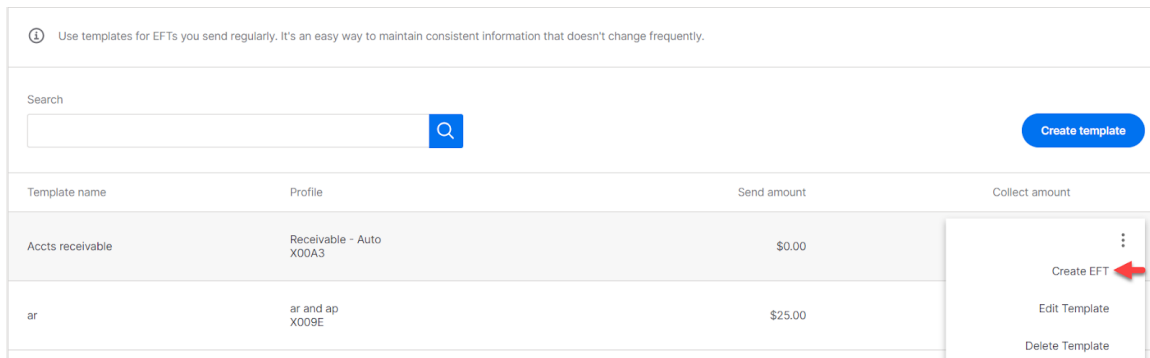 Use templates for EFTs you send regularly. It's an easy way to maintain consistent information that doesn't change frequently.
Search
Create template
Template name Profile Send amount Collect amount
Accts receivable Receivable - Auto $0.00
X00A3
Create EFT
ar ar and ap $25.00 Edit Template
X009E
Delete Template